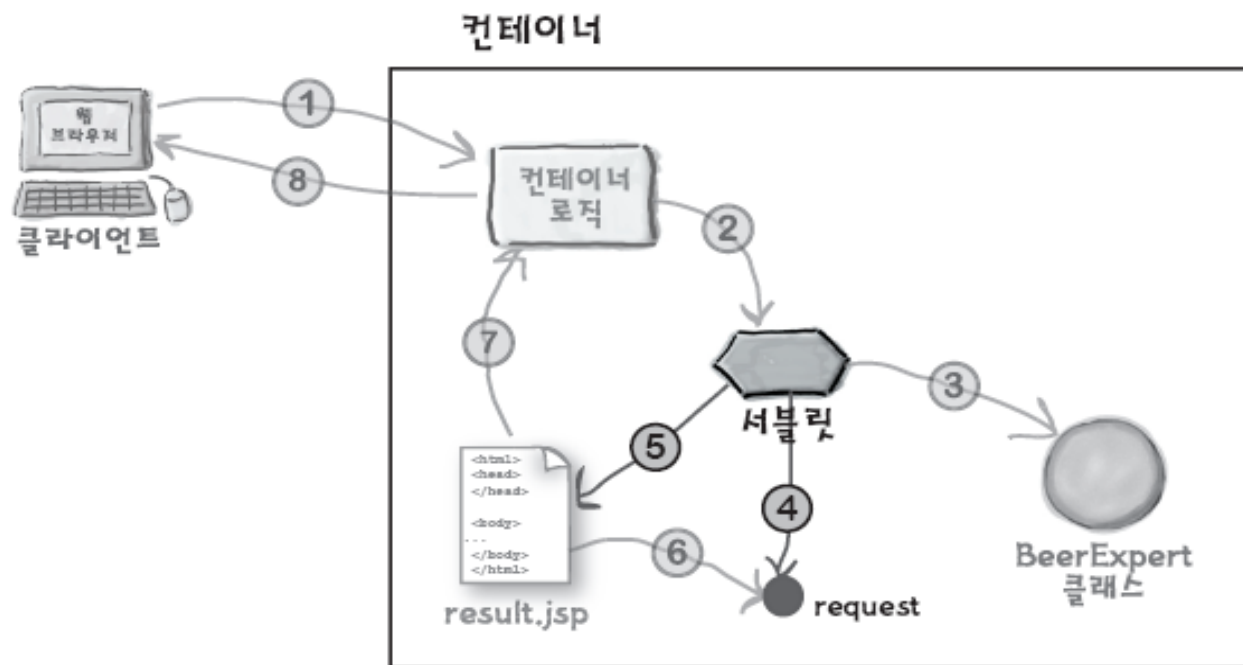 컨테이너
웹
브라우저
클라이언트
1
8
컨테이너
로직
2
7
서블릿
3
5
4
<html>
<head>
</head>
<body>
...
</body>
</html>
6
result.jsp
request
BeerExpert
클래스